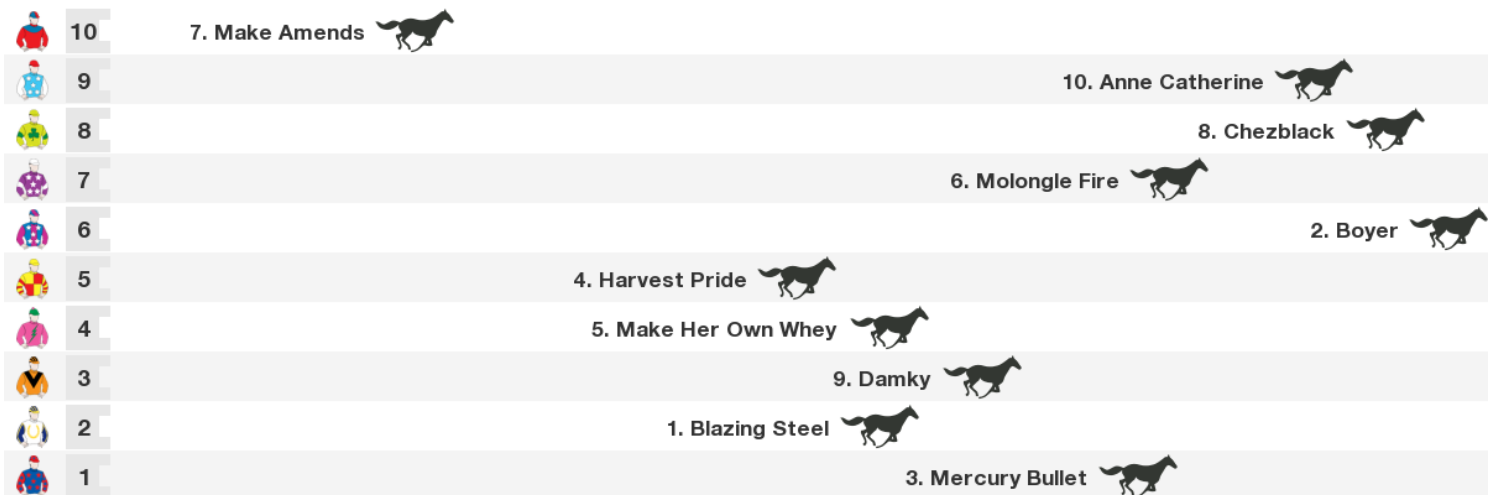 10 7. Make Amends
9 10. Anne Catherine
8 8. Chezblack
7 6. Molongle Fire
6 2. Boyer
5 4. Harvest Pride
4 5. Make Her Own Whey
3 9. Damky
2 1. Blazing Steel
1 3. Mercury Bullet